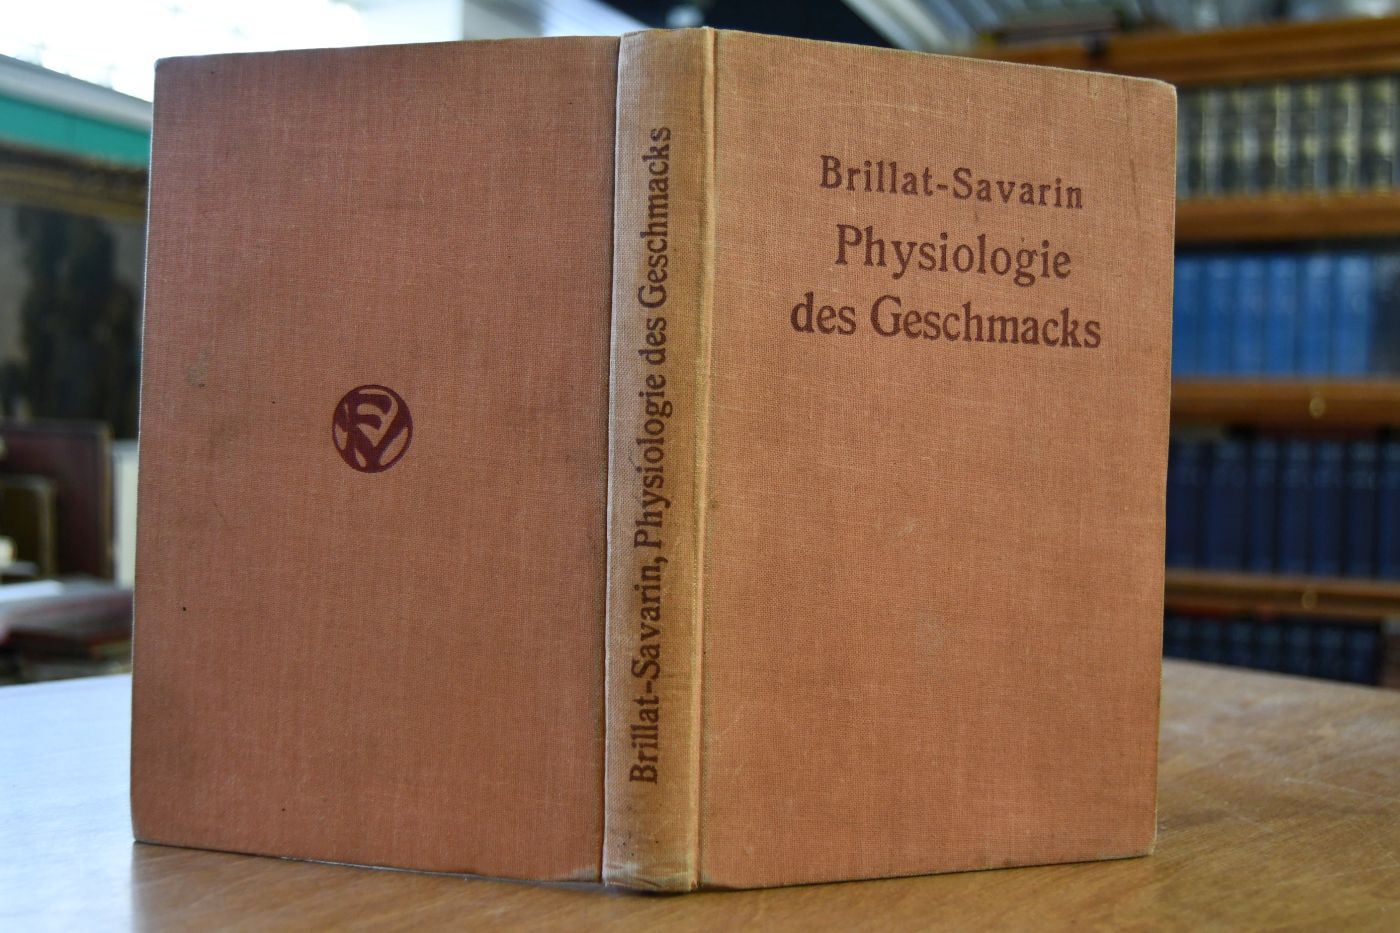 Brillat-Savarin, Physiologie des Geschmacks
Brillat-Savarin
Physiologie
des Geschmacks